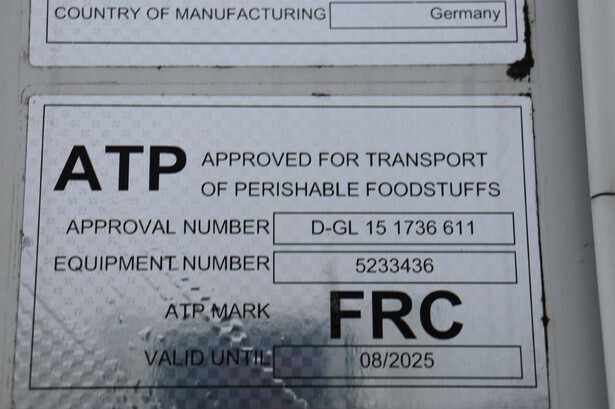 COUNTRY OF MANUFACTURING Germany
ATP APPROVED FOR TRANSPORT
OF PERISHABLE FOODSTUFFS
APPROVAL NUMBER D-GL 15 1736 611
EQUIPMENT NUMBER 5233436
ATP MARK FRC
VALID UNTIL 08/2025